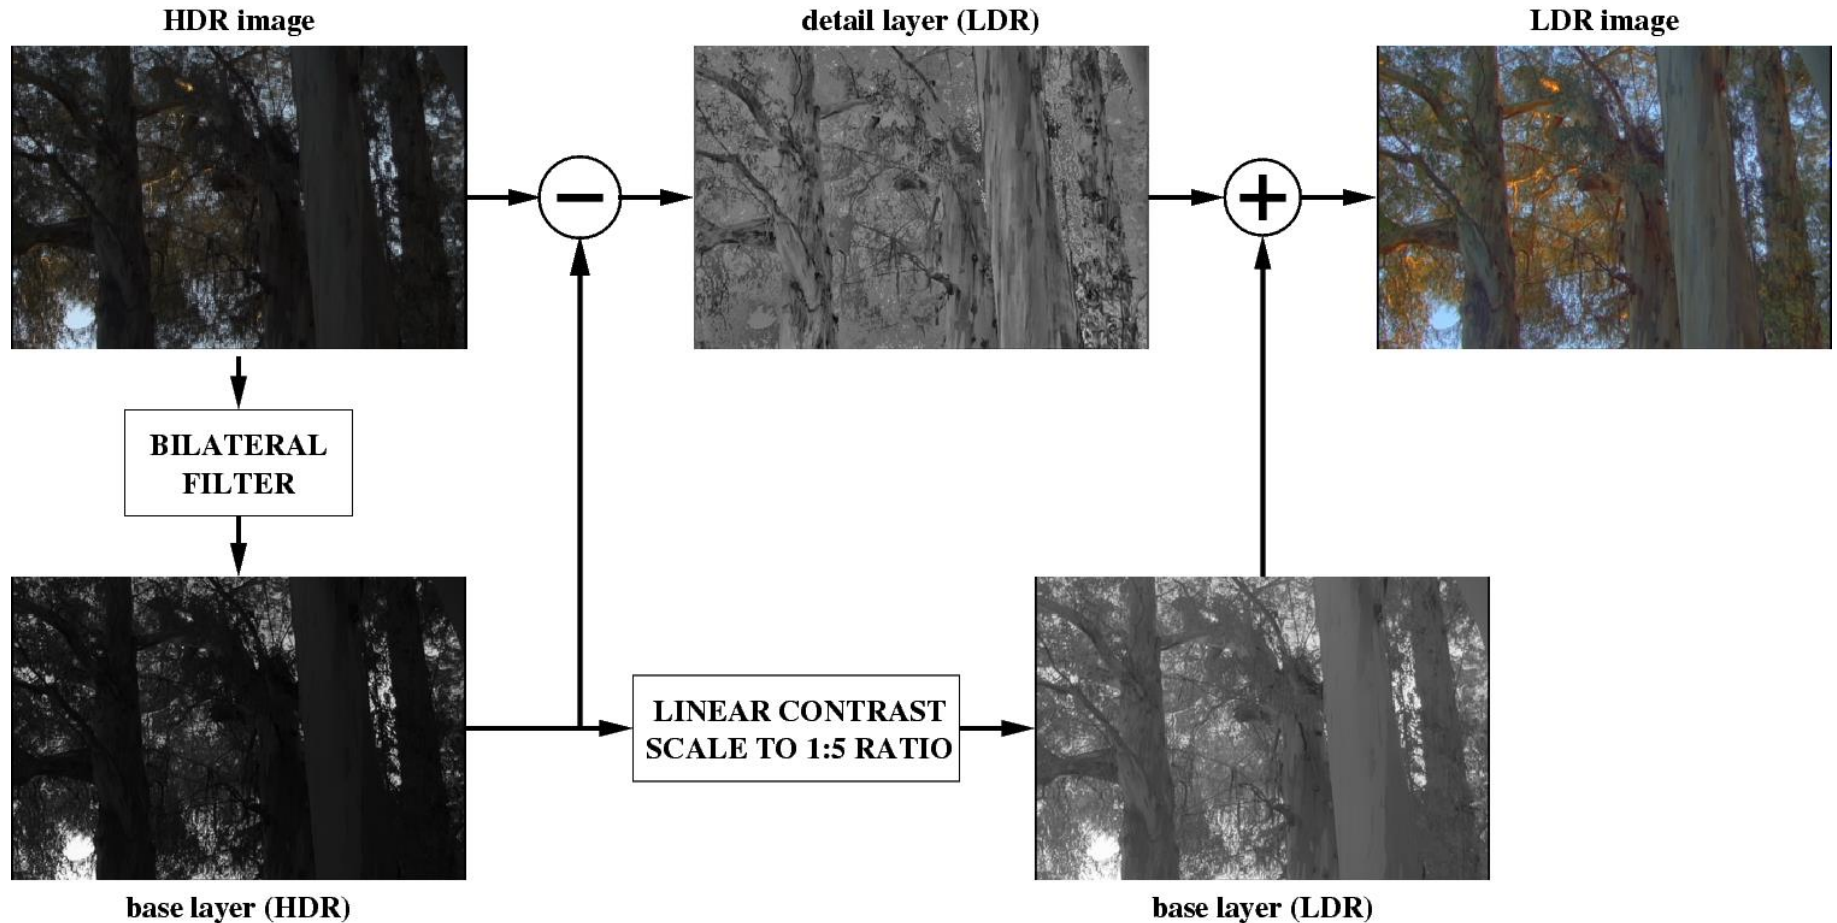 HDR image
detail layer (LDR)
LDR image
BILATERAL
FILTER
LINEAR CONTRAST
SCALE TO 1:5 RATIO
base layer (HDR)
base layer (LDR)